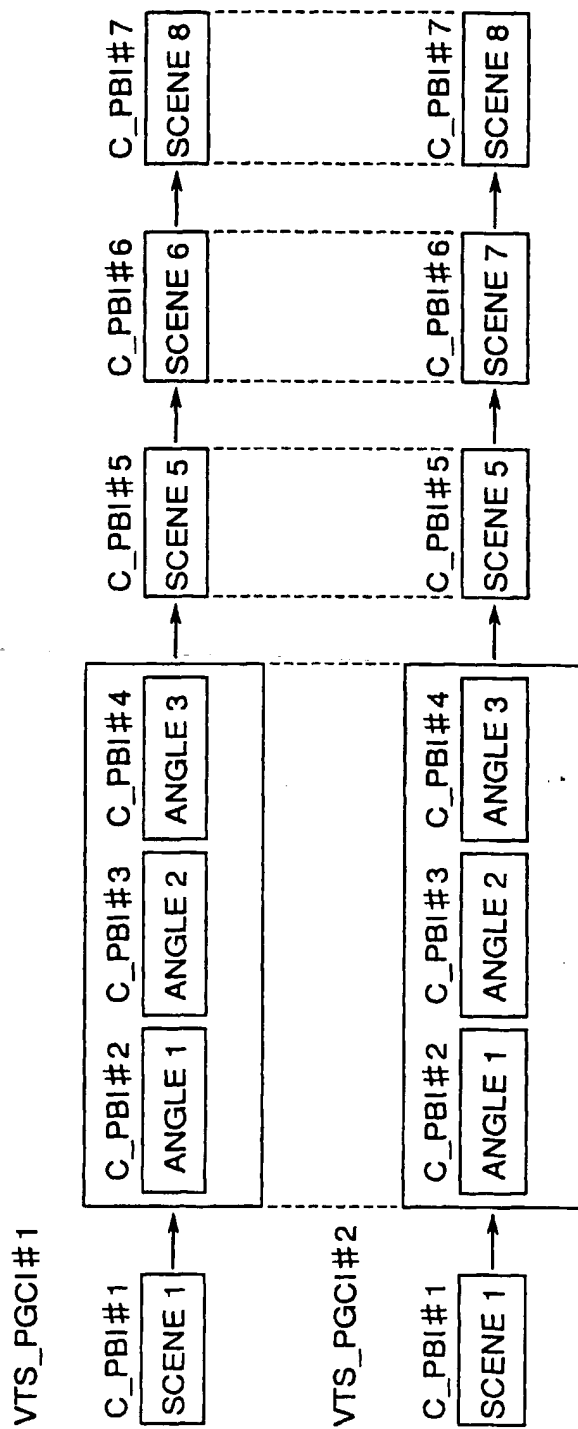 VTS_PGCI#1
C_PBI#1
SCENE 1
C_PBI#2
ANGLE 1
C_PBI#3
ANGLE 2
C_PBI#4
ANGLE 3
C_PBI#5
SCENE 5
C_PBI#6
SCENE 6
C_PBI#7
SCENE 8
VTS_PGCI#2
C_PBI#1
SCENE 1
C_PBI#2
ANGLE 1
C_PBI#3
ANGLE 2
C_PBI#4
ANGLE 3
C_PBI#5
SCENE 5
C_PBI#6
SCENE 7
C_PBI#7
SCENE 8